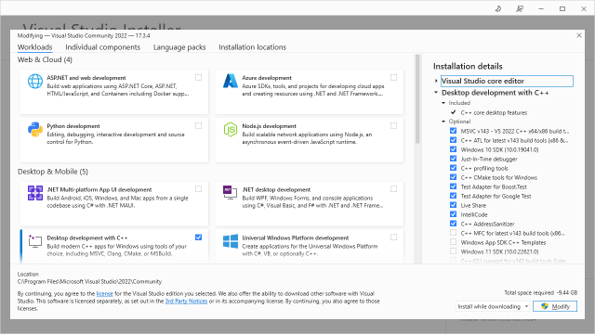 Visual Studio Installer
Modifying — Visual Studio Community 2022 — 17.3.4
Workloads Individual components Language packs Installation locations
Web & Cloud (4)
ASP.NET and web development
Build web applications using ASP.NET Core, ASP.NET,
HTML/JavaScript, and Containers including Docker supp...
Azure development
Azure SDKs, tools, and projects for developing cloud apps
and creating resources using .NET and .NET Framework....
Python development
Editing, debugging, interactive development and source
control for Python.
Node.js development
Build scalable network applications using Node.js, an
asynchronous event-driven JavaScript runtime.
Desktop & Mobile (5)
.NET Multi-platform App UI development
Build Android, iOS, Windows, and Mac apps from a single
codebase using C# with .NET MAUI.
.NET desktop development
Build WPF, Windows Forms, and console applications
using C#, Visual Basic, and F# with .NET and .NET Frame...
Desktop development with C++
Build modern C++ apps for Windows using tools of your
choice, including MSVC, Clang, CMake, or MSBuild.
Universal Windows Platform development
Create applications for the Universal Windows Platform
with C#, VB, or optionally C++.
Installation details
Visual Studio core editor
Desktop development with C++
Included
C++ core desktop features
Optional
MSVC v143 - VS 2022 C++ x64/x86 build t...
C++ ATL for latest v143 build tools (x86 &...
Windows 10 SDK (10.0.19041.0)
Just-In-Time debugger
C++ profiling tools
C++ CMake tools for Windows
Test Adapter for Boost.Test
Test Adapter for Google Test
Live Share
IntelliCode
C++ AddressSanitizer
C++ MFC for latest v143 build tools (x86 &...
Windows App SDK C++ Templates
Windows 11 SDK (10.0.22621.0)
Location
C:\Program Files\Microsoft Visual Studio\2022\Community
By continuing, you agree to the license for the Visual Studio edition you selected. We also offer the ability to download other software with Visual
Studio. This software is licensed separately, as set out in the 3rd Party Notices or in its accompanying license. By continuing, you also agree to those
licenses.
Total space required -9.44 GB
Install while downloading
Modify